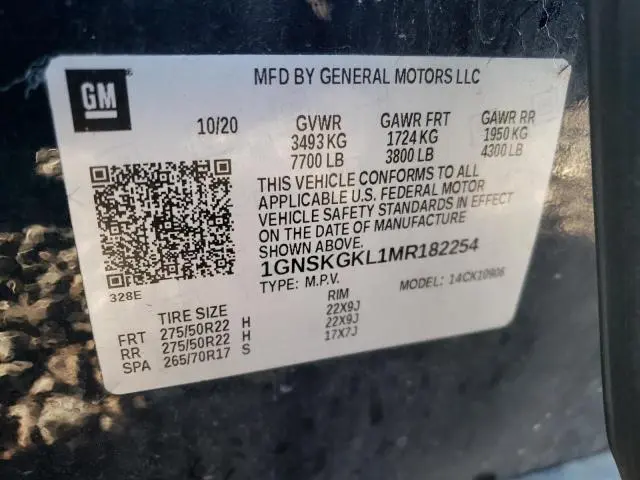 GM
MFD BY GENERAL MOTORS LLC
10/20 GVWR GAWR FRT GAWR RR
3493 KG 1724 KG 1950 KG
7700 LB 3800 LB 4300 LB
THIS VEHICLE CONFORMS TO ALL
APPLICABLE U.S. FEDERAL MOTOR
VEHICLE SAFETY STANDARDS IN EFFECT
ON THE DATE OF MANUFACTURE
SHOWN ABOVE.
1GNSKGKL1MR182254
TYPE: M.P.V. MODEL: 14CK10906
328E
TIRE SIZE RIM
FRT 275/50R22 H 22X9J
RR 275/50R22 H 22X9J
SPA 265/70R17 S 17X7J